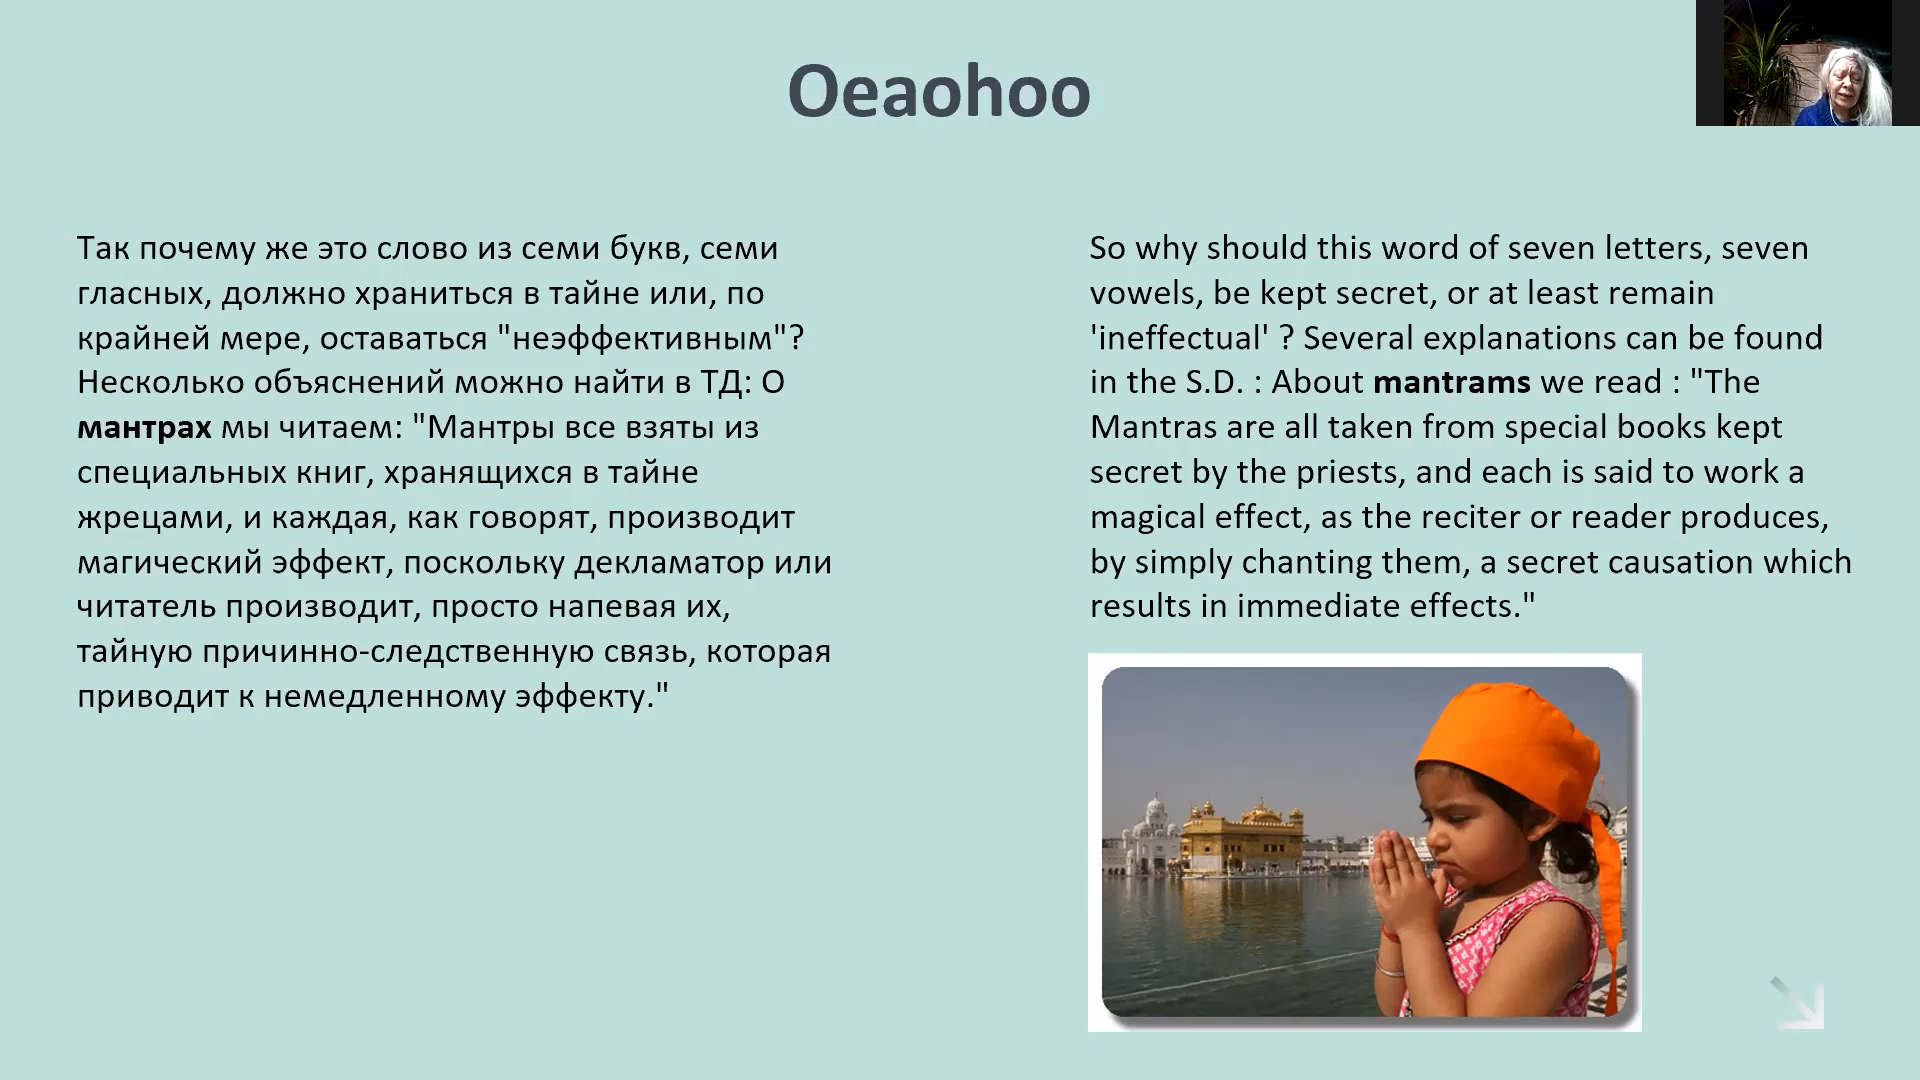 Oeaohoo
Так почему же это слово из семи букв, семи
гласных, должно храниться в тайне или, по
крайней мере, оставаться "неэффективным"?
Несколько объяснений можно найти в ТД: О
мантрах мы читаем: "Мантры все взяты из
специальных книг, хранящихся в тайне
жрецами, и каждая, как говорят, производит
магический эффект, поскольку декламатор или
читатель производит, просто напевая их,
тайную причинно-следственную связь, которая
приводит к немедленному эффекту."
So why should this word of seven letters, seven
vowels, be kept secret, or at least remain
'ineffectual' ? Several explanations can be found
in the S.D. : About mantrams we read : "The
Mantras are all taken from special books kept
secret by the priests, and each is said to work a
magical effect, as the reciter or reader produces,
by simply chanting them, a secret causation which
results in immediate effects."